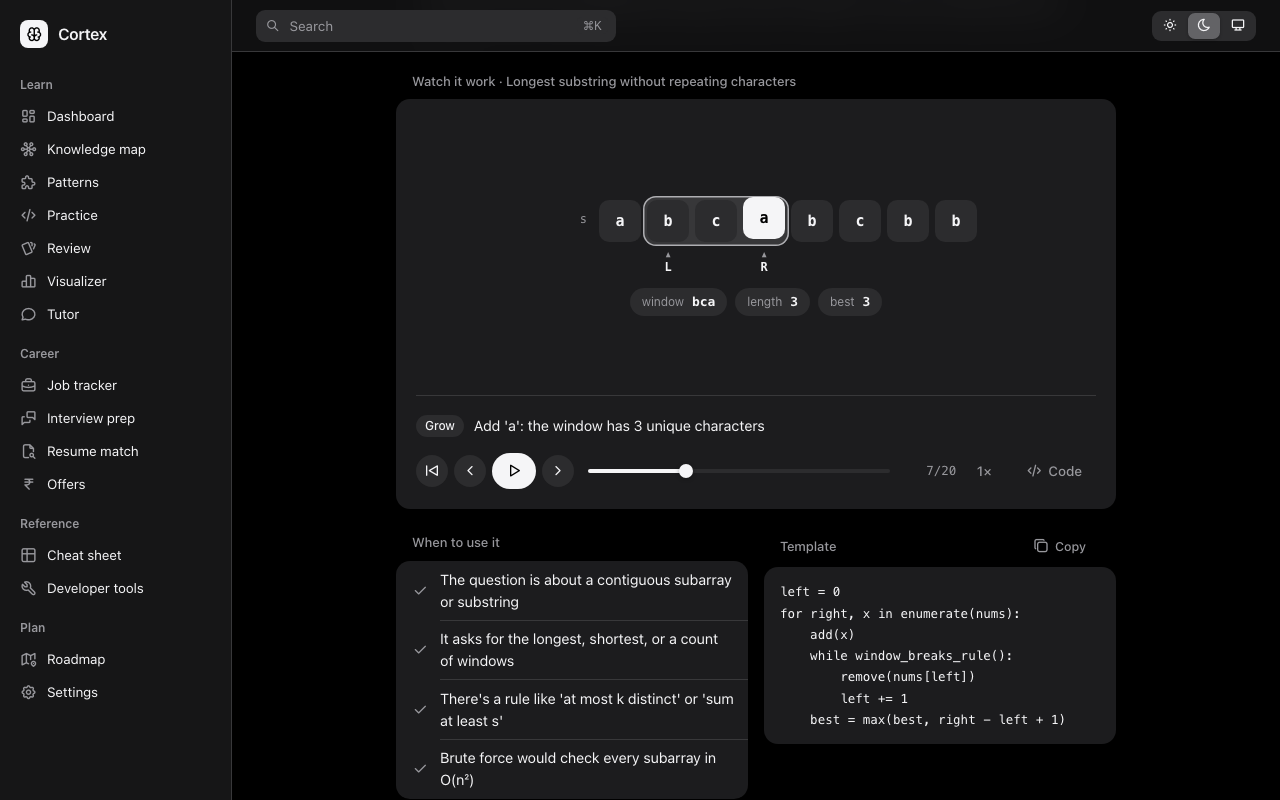 Cortex
Search
⌘K
Learn
Dashboard
Knowledge map
Patterns
Practice
Review
Visualizer
Tutor
Career
Job tracker
Interview prep
Resume match
Offers
Reference
Cheat sheet
Developer tools
Plan
Roadmap
Settings
Watch it work · Longest substring without repeating characters
s a b c a b c b b
L R
window bca length 3 best 3
Grow Add 'a': the window has 3 unique characters
7/20 1× Code
When to use it
The question is about a contiguous subarray
or substring
It asks for the longest, shortest, or a count
of windows
There's a rule like 'at most k distinct' or 'sum
at least s'
Brute force would check every subarray in
O(n²)
Template Copy
left = 0
for right, x in enumerate(nums):
    add(x)
    while window_breaks_rule():
        remove(nums[left])
        left += 1
    best = max(best, right − left + 1)